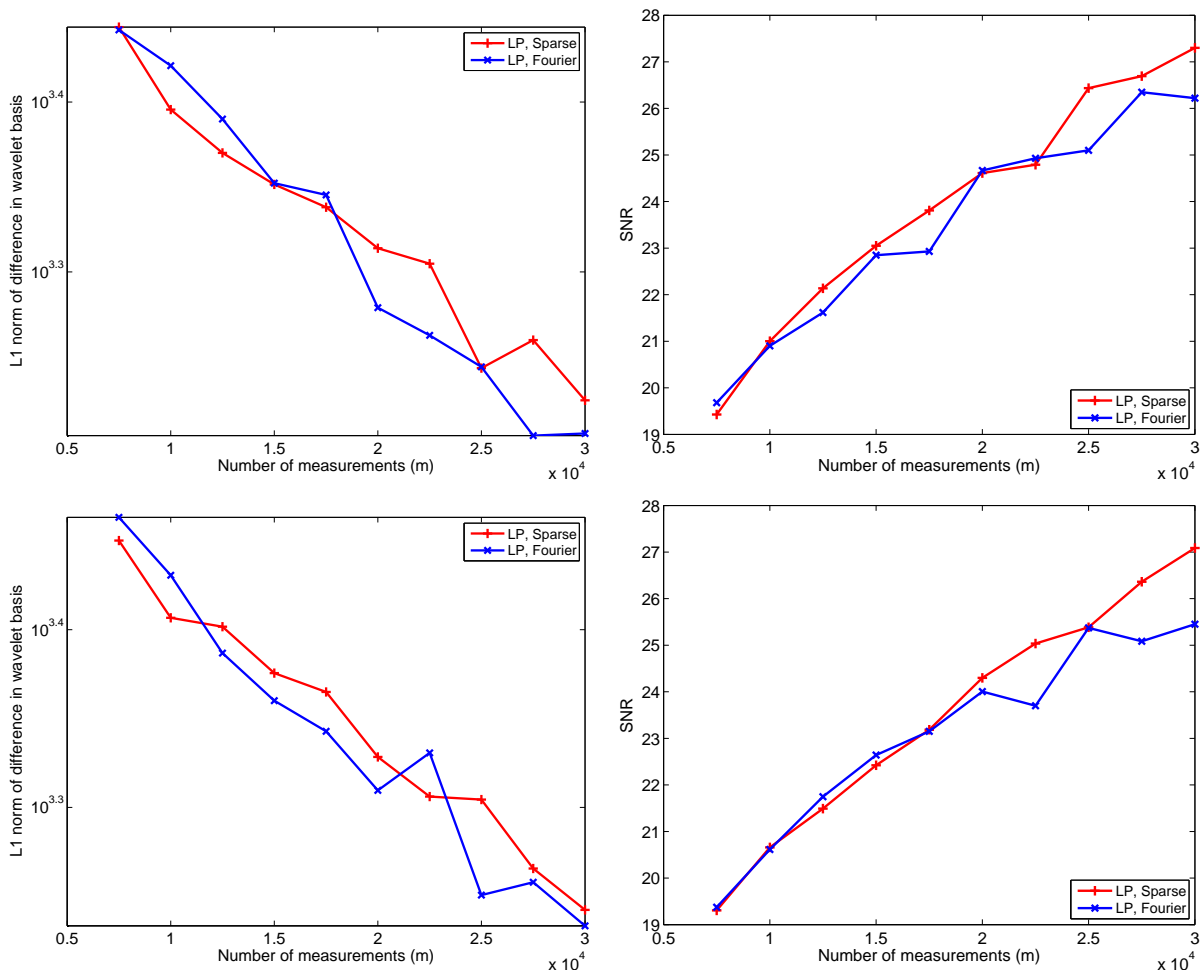 L1 norm of difference in wavelet basis
10^3.4
10^3.3
LP, Sparse
LP, Fourier
0.5 1 1.5 2 2.5 3
Number of measurements (m)
x 10^4
SNR
28
27
26
25
24
23
22
21
20
19
LP, Sparse
LP, Fourier
0.5 1 1.5 2 2.5 3
Number of measurements (m)
x 10^4
L1 norm of difference in wavelet basis
10^3.4
10^3.3
LP, Sparse
LP, Fourier
0.5 1 1.5 2 2.5 3
Number of measurements (m)
x 10^4
SNR
28
27
26
25
24
23
22
21
20
19
LP, Sparse
LP, Fourier
0.5 1 1.5 2 2.5 3
Number of measurements (m)
x 10^4